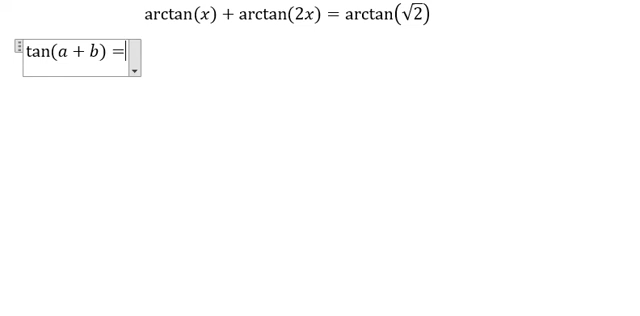 arctan(x) + arctan(2x) = arctan(√2)
tan(a + b) =